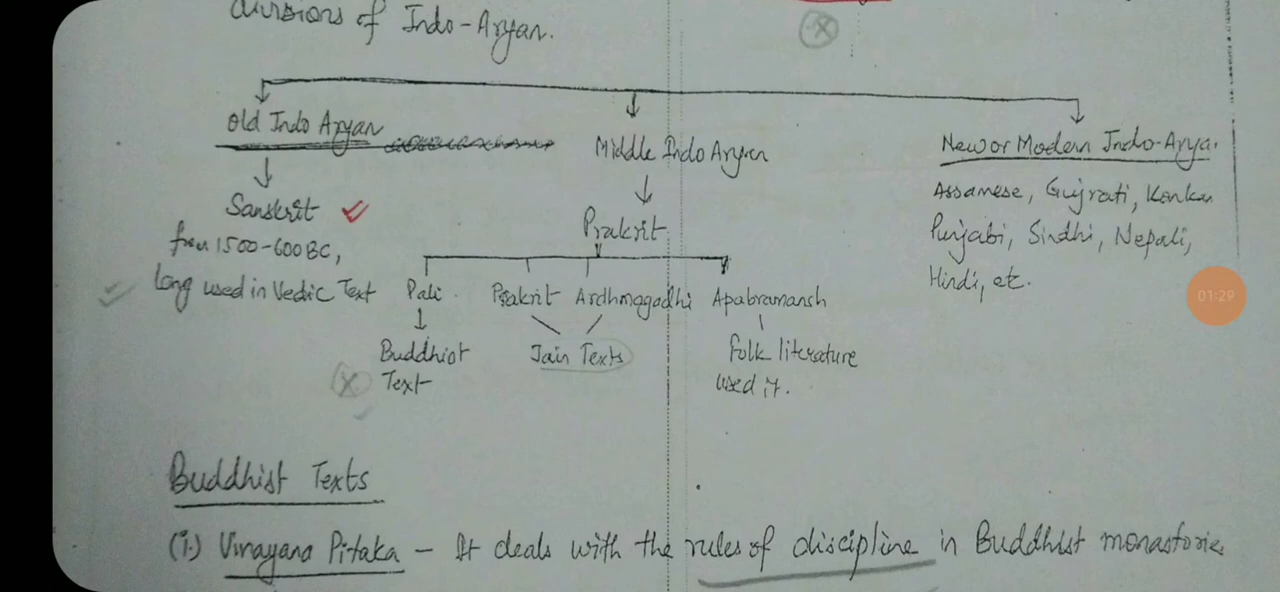 divisions of Indo-Aryan.
Old Indo Aryan
Middle Indo Aryan
New or Modern Indo-Arya
Sanskrit
from 1500-600 BC,
long used in Vedic Text
Prakrit
Assamese, Gujrati, Konkan
Punjabi, Sindhi, Nepali,
Hindi, etc.
Pali
Prakrit
Ardhmagadhi
Apabramansh
Buddhist
Text
Jain Texts
Folk literature
used it.
01:29
Buddhist Texts
(i.) Vinayana Pitaka – It deals with the rules of discipline in Buddhist monastorie